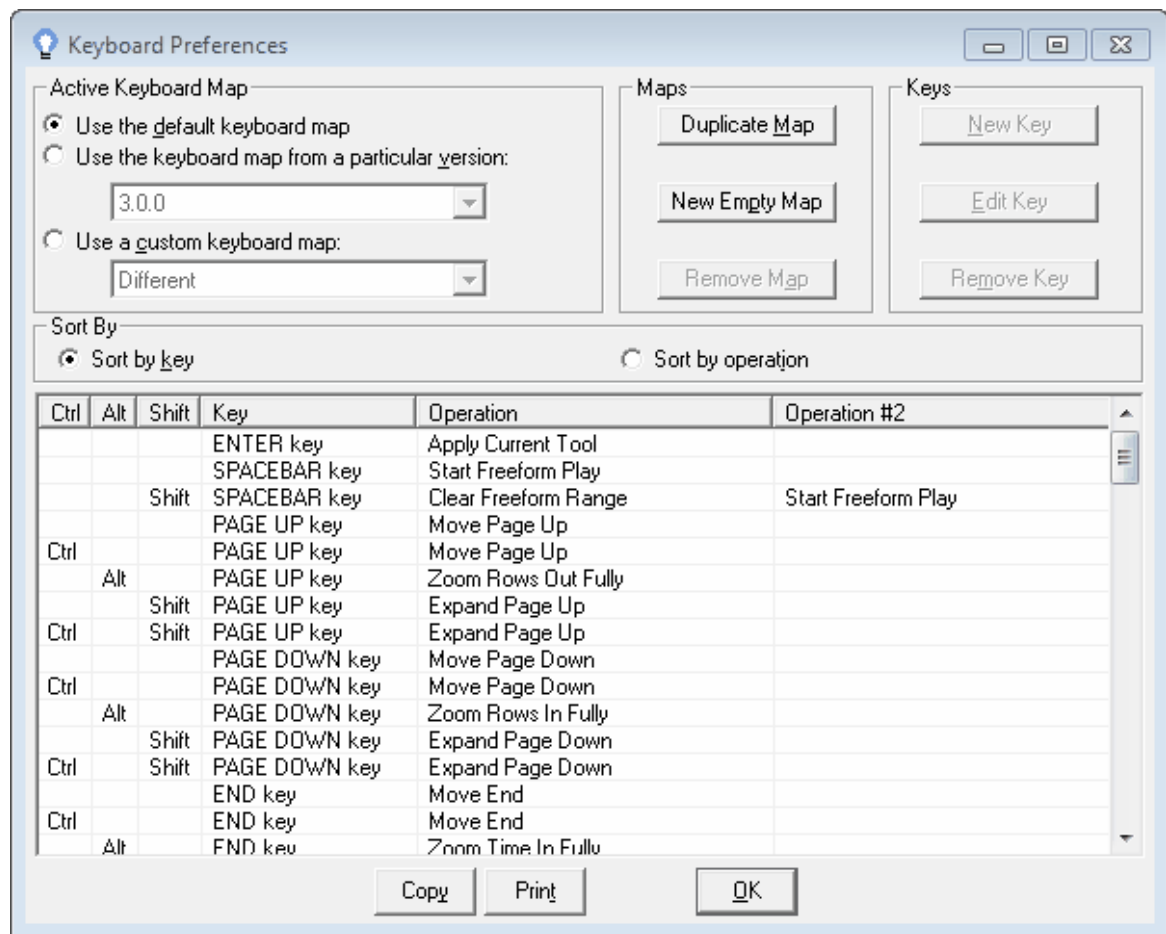 Keyboard Preferences
Active Keyboard Map
Use the default keyboard map
Use the keyboard map from a particular version:
3.0.0
Use a custom keyboard map:
Different
Maps
Duplicate Map
New Empty Map
Remove Map
Keys
New Key
Edit Key
Remove Key
Sort By
Sort by key Sort by operation
Ctrl Alt Shift Key Operation Operation #2
ENTER key Apply Current Tool
SPACEBAR key Start Freeform Play
Shift SPACEBAR key Clear Freeform Range Start Freeform Play
PAGE UP key Move Page Up
Ctrl PAGE UP key Move Page Up
Alt PAGE UP key Zoom Rows Out Fully
Shift PAGE UP key Expand Page Up
Ctrl Shift PAGE UP key Expand Page Up
PAGE DOWN key Move Page Down
Ctrl PAGE DOWN key Move Page Down
Alt PAGE DOWN key Zoom Rows In Fully
Shift PAGE DOWN key Expand Page Down
Ctrl Shift PAGE DOWN key Expand Page Down
END key Move End
Ctrl END key Move End
Alt END key Zoom Time In Fully
Copy Print OK